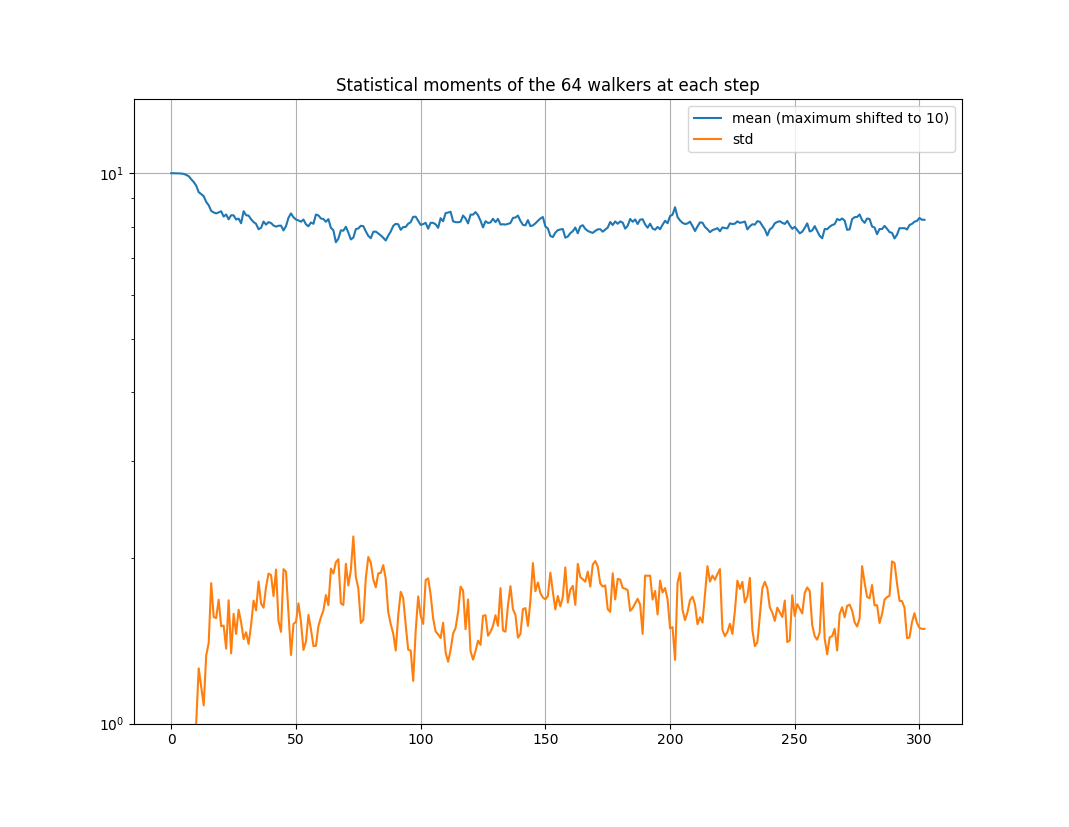 Statistical moments of the 64 walkers at each step
mean (maximum shifted to 10)
std
10¹
10⁰
0 50 100 150 200 250 300